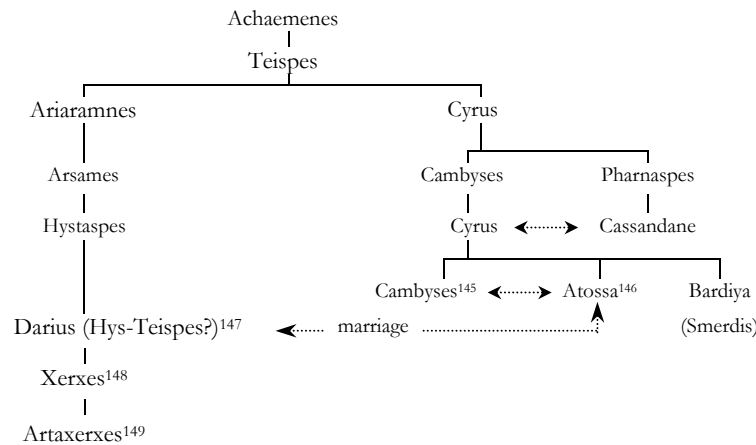 Achaemenes
Teispes
Ariaramnes Cyrus
Arsames Cambyses Pharnaspes
Hystaspes Cyrus Cassandane
Cambyses¹⁴⁵ Atossa¹⁴⁶ Bardiya
Darius (Hys-Teispes?)¹⁴⁷ marriage (Smerdis)
Xerxes¹⁴⁸
Artaxerxes¹⁴⁹